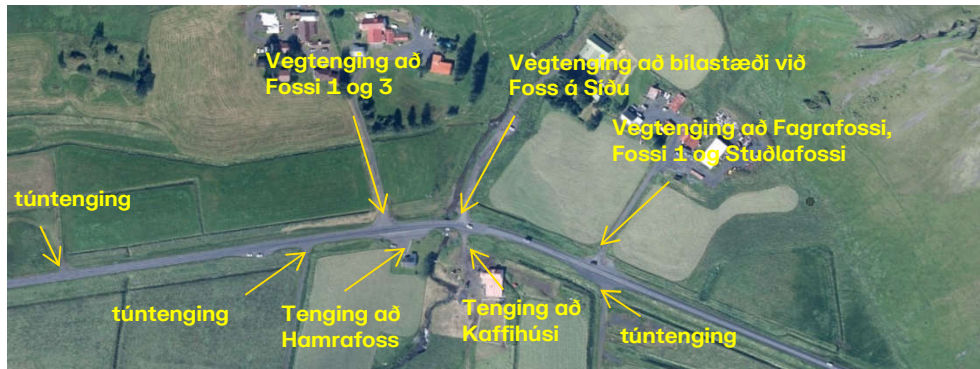 Vegtenging að
Fossi 1 og 3
Vegtenging að bílastæði við
Foss á Síðu
Vegtenging að Fagrafossi,
Fossi 1 og Stuðlafossi
túntenging
túntenging
Tenging að
Hamrafoss
Tenging að
Kaffihúsi
túntenging